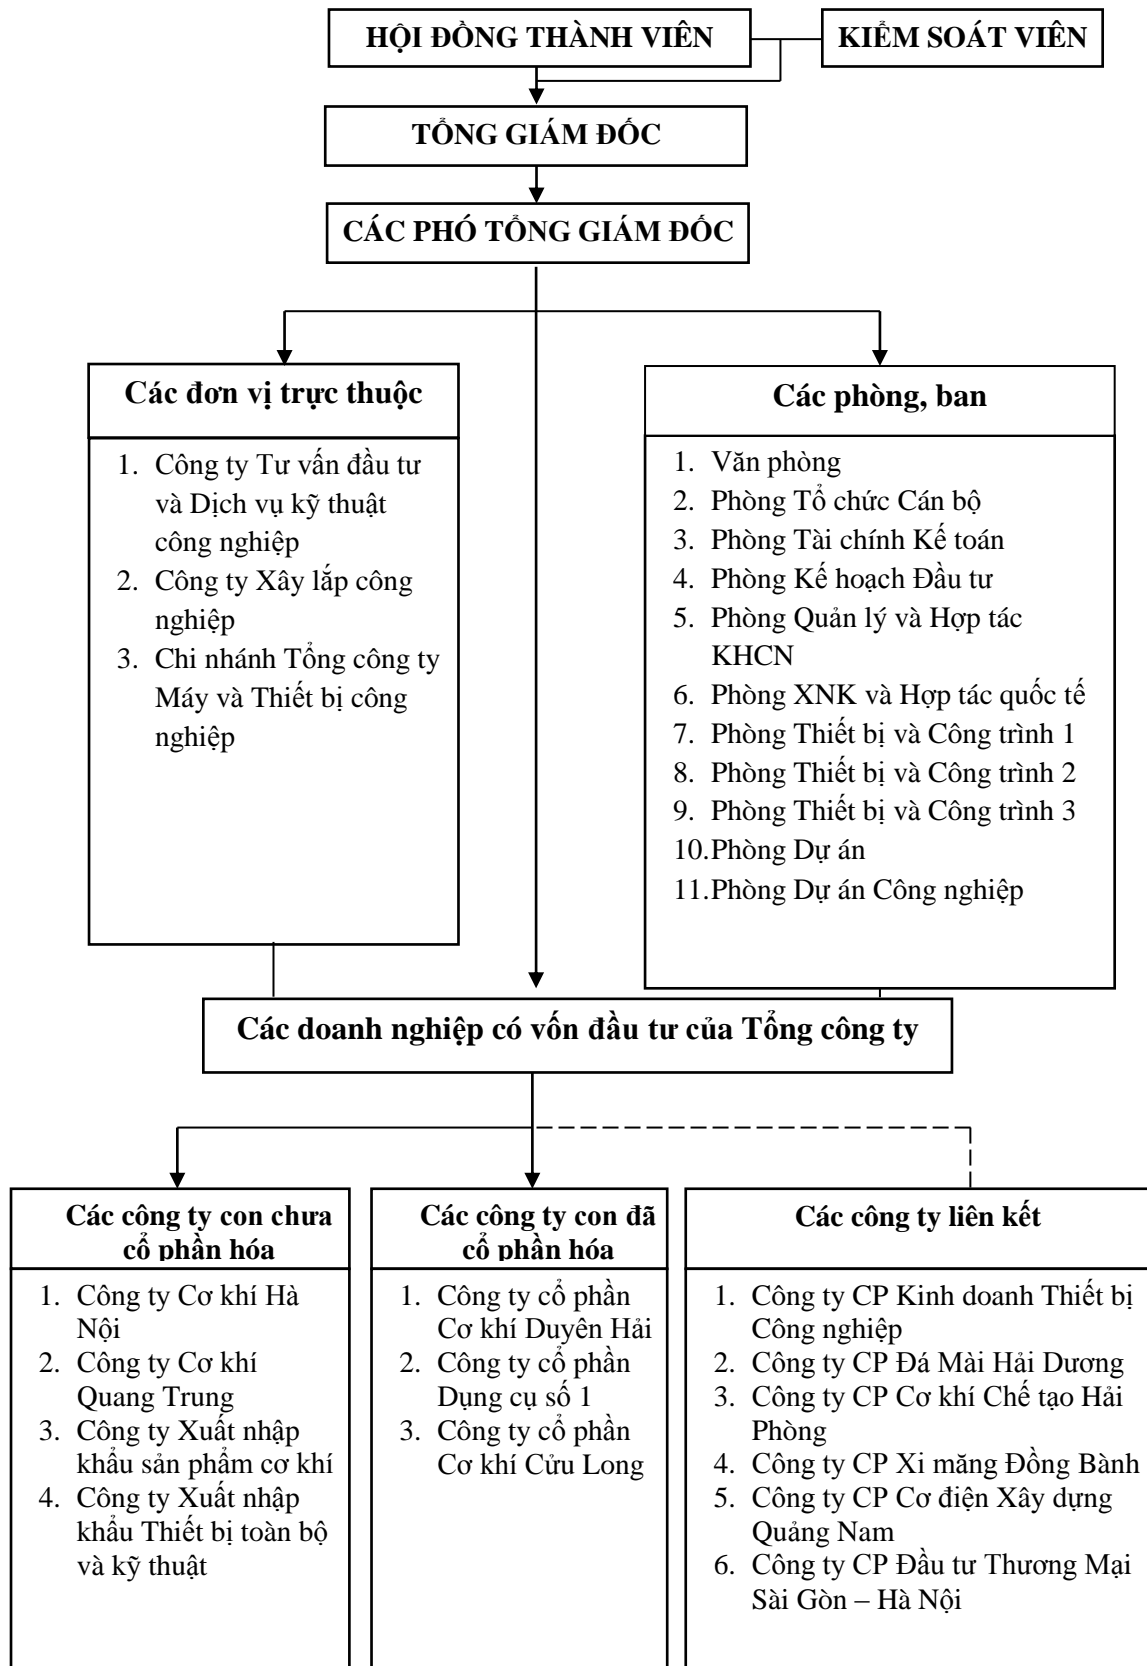 HỘI ĐỒNG THÀNH VIÊN
KIỂM SOÁT VIÊN
TỔNG GIÁM ĐỐC
CÁC PHÓ TỔNG GIÁM ĐỐC
Các đơn vị trực thuộc
1. Công ty Tư vấn đầu tư
và Dịch vụ kỹ thuật
công nghiệp
2. Công ty Xây lắp công
nghiệp
3. Chi nhánh Tổng công ty
Máy và Thiết bị công
nghiệp
Các phòng, ban
1. Văn phòng
2. Phòng Tổ chức Cán bộ
3. Phòng Tài chính Kế toán
4. Phòng Kế hoạch Đầu tư
5. Phòng Quản lý và Hợp tác
KHCN
6. Phòng XNK và Hợp tác quốc tế
7. Phòng Thiết bị và Công trình 1
8. Phòng Thiết bị và Công trình 2
9. Phòng Thiết bị và Công trình 3
10.Phòng Dự án
11.Phòng Dự án Công nghiệp
Các doanh nghiệp có vốn đầu tư của Tổng công ty
Các công ty con chưa
cổ phần hóa
1. Công ty Cơ khí Hà
Nội
2. Công ty Cơ khí
Quang Trung
3. Công ty Xuất nhập
khẩu sản phẩm cơ khí
4. Công ty Xuất nhập
khẩu Thiết bị toàn bộ
và kỹ thuật
Các công ty con đã
cổ phần hóa
1. Công ty cổ phần
Cơ khí Duyên Hải
2. Công ty cổ phần
Dụng cụ số 1
3. Công ty cổ phần
Cơ khí Cửu Long
Các công ty liên kết
1. Công ty CP Kinh doanh Thiết bị
Công nghiệp
2. Công ty CP Đá Mài Hải Dương
3. Công ty CP Cơ khí Chế tạo Hải
Phòng
4. Công ty CP Xi măng Đồng Bành
5. Công ty CP Cơ điện Xây dựng
Quảng Nam
6. Công ty CP Đầu tư Thương Mại
Sài Gòn – Hà Nội